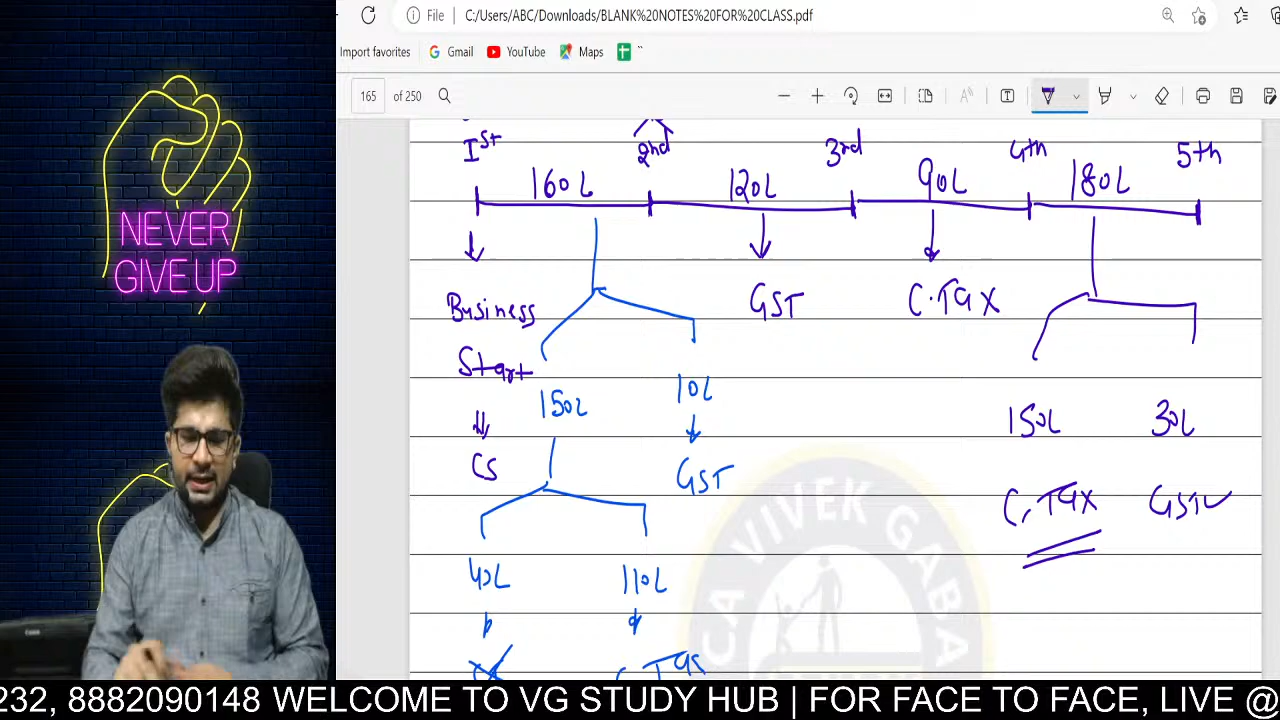 File C:/Users/ABC/Downloads/BLANK%20NOTES%20FOR%20CLASS.pdf
Import favorites Gmail YouTube Maps
165 of 250
Ist 2nd 3rd 4th 5th
160L 120L 90L 180L
Business GST C.Tax
Start
150L 10L 150L 30L
CS GST C.Tax GST
40L 110L
NEVER
GIVE UP
232, 8882090148 WELCOME TO VG STUDY HUB | FOR FACE TO FACE, LIVE @